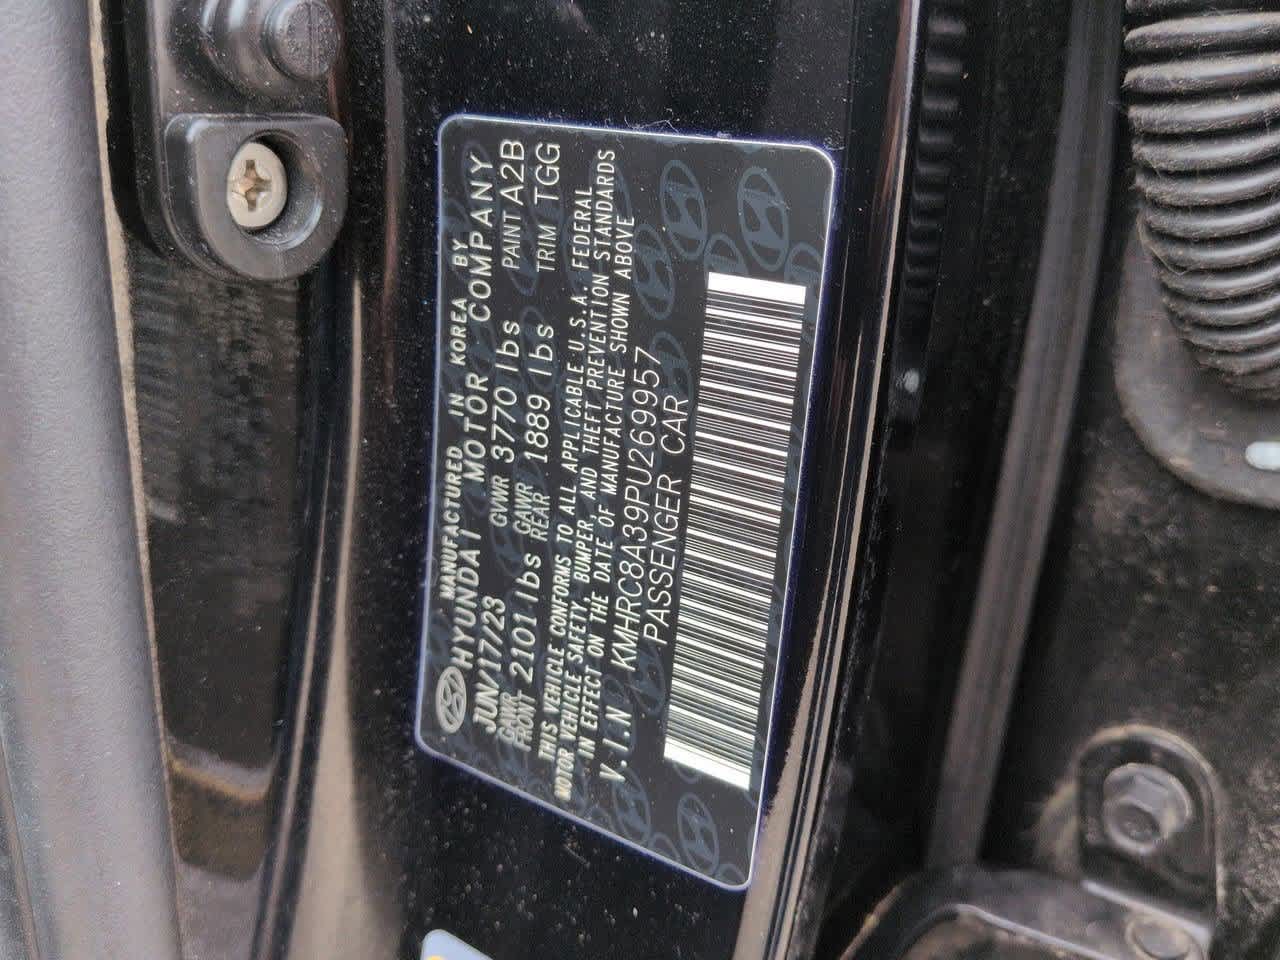 MANUFACTURED IN KOREA BY
HYUNDAI MOTOR COMPANY
JUN/17/23 GVWR 3770 lbs PAINT A2B
GAWR FRONT 2101 lbs GAWR REAR 1889 lbs TRIM TGG
THIS VEHICLE CONFORMS TO ALL APPLICABLE U.S.A. FEDERAL
MOTOR VEHICLE SAFETY, BUMPER, AND THEFT PREVENTION STANDARDS
IN EFFECT ON THE DATE OF MANUFACTURE SHOWN ABOVE
V.I.N KMHRC8A39PU269957
PASSENGER CAR